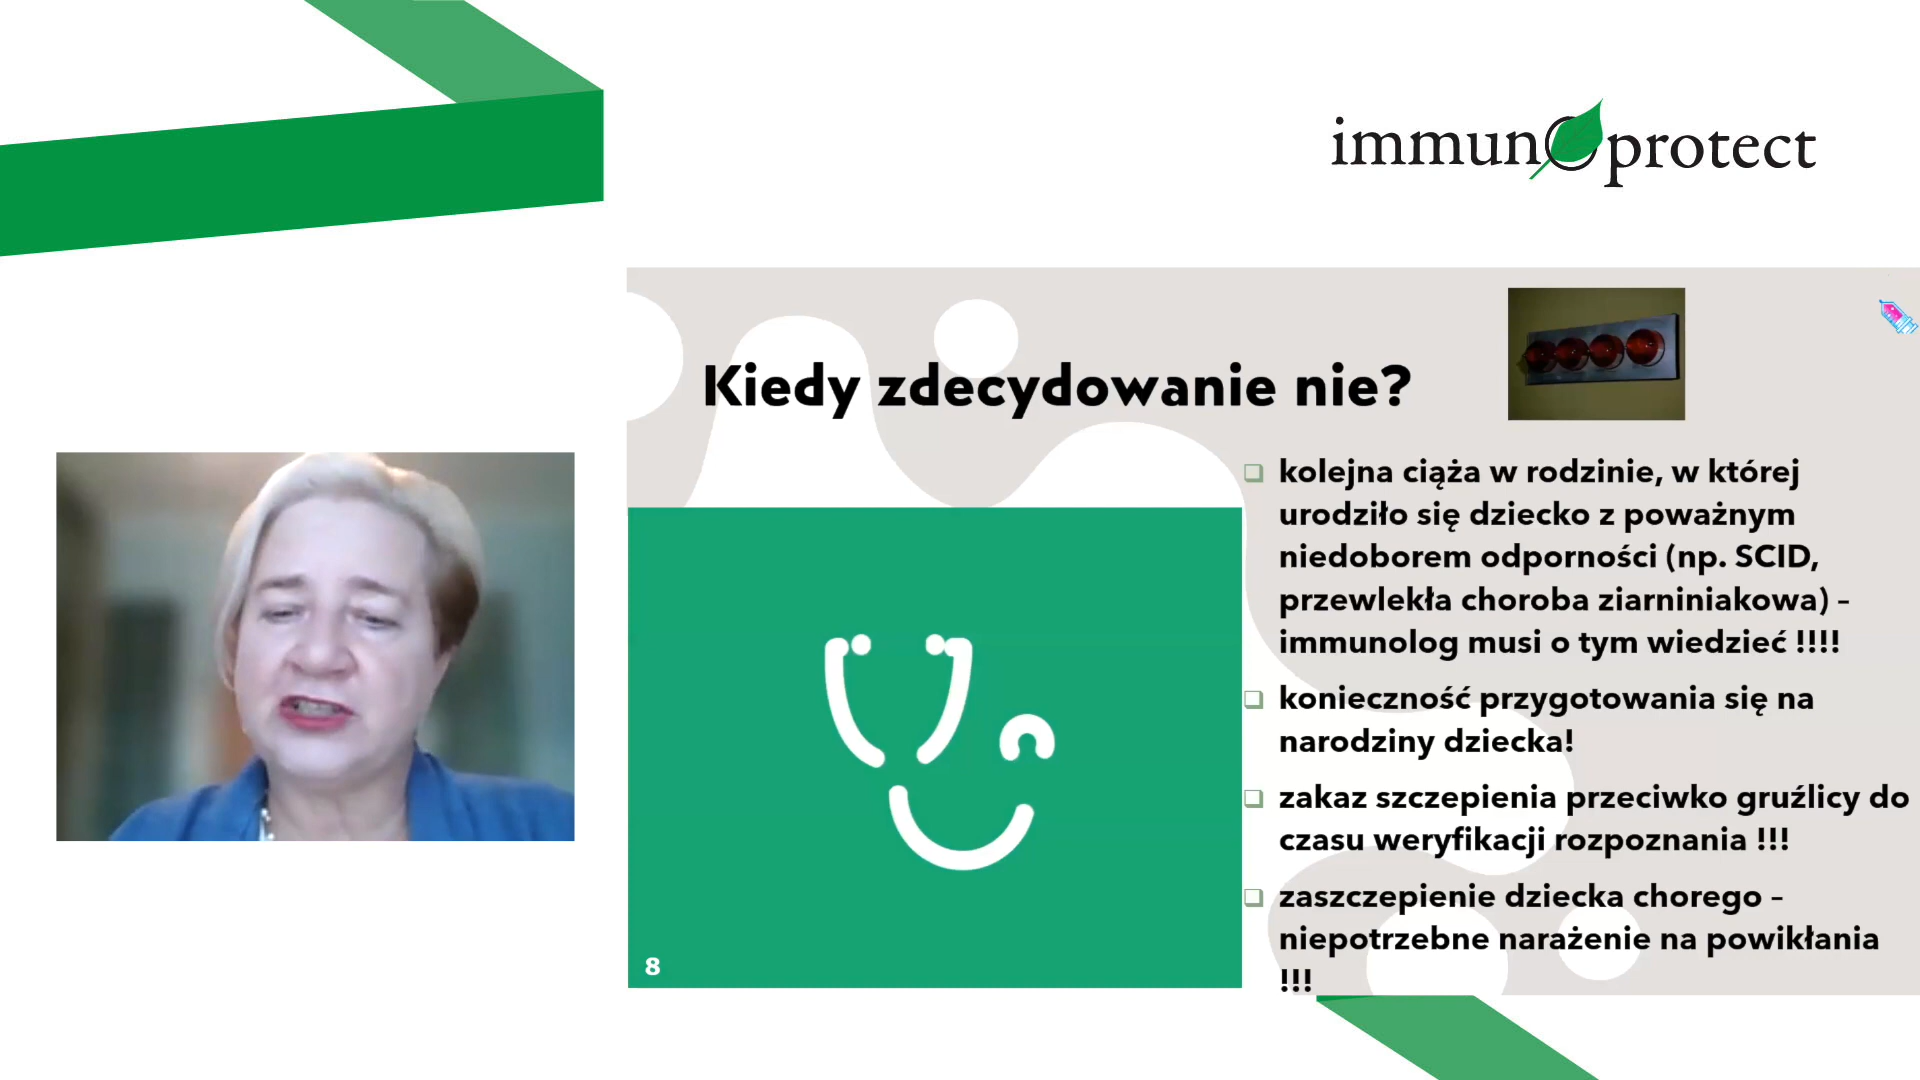 immunoprotect
Kiedy zdecydowanie nie?
kolejna ciąża w rodzinie, w której
urodziło się dziecko z poważnym
niedoborem odporności (np. SCID,
przewlekła choroba ziarniniakowa) –
immunolog musi o tym wiedzieć !!!!
konieczność przygotowania się na
narodziny dziecka!
zakaz szczepienia przeciwko gruźlicy do
czasu weryfikacji rozpoznania !!!
zaszczepienie dziecka chorego –
niepotrzebne narażenie na powikłania
!!!
8